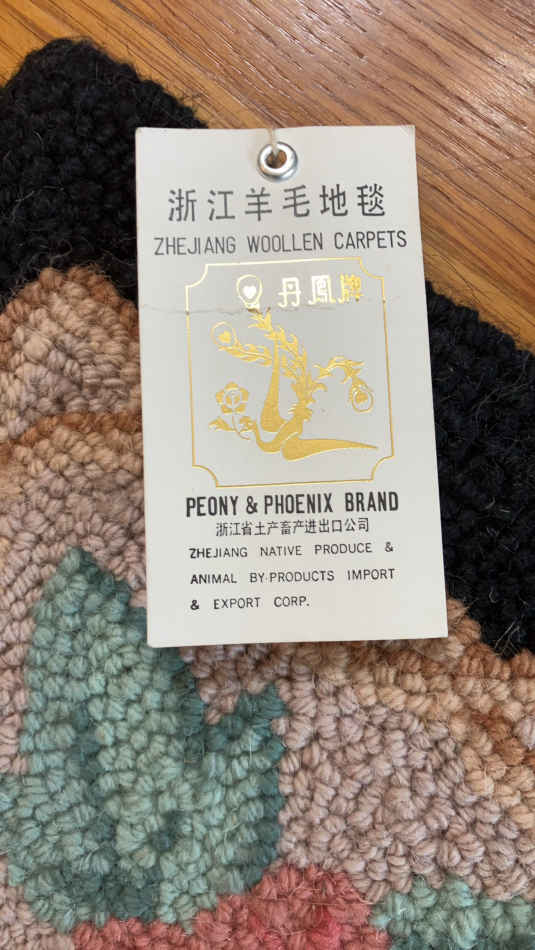 浙江羊毛地毯
ZHEJIANG WOOLLEN CARPETS
丹鳳牌
PEONY & PHOENIX BRAND
浙江省土产畜产进出口公司
ZHEJIANG NATIVE PRODUCE &
ANIMAL BY-PRODUCTS IMPORT
& EXPORT CORP.